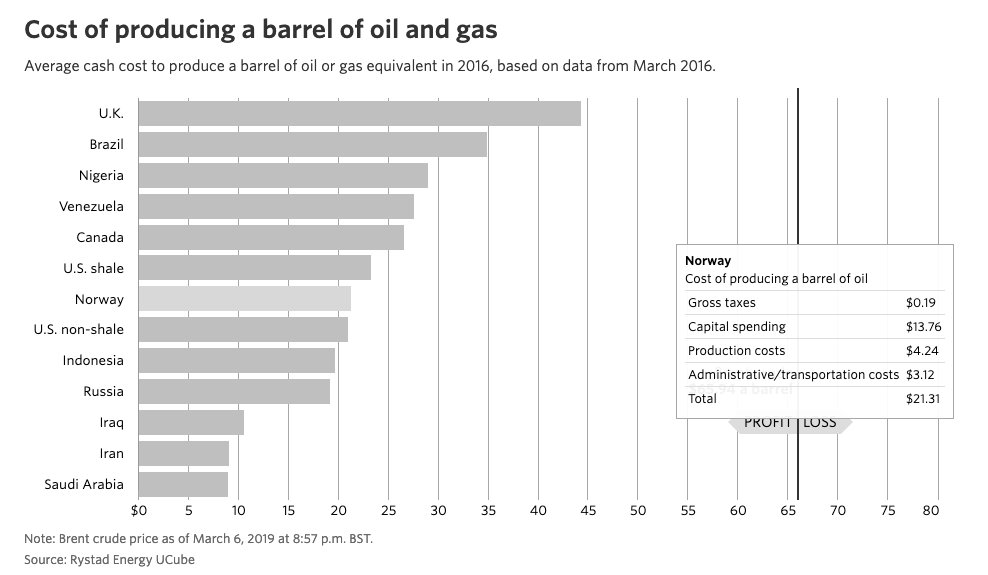 Cost of producing a barrel of oil and gas
Average cash cost to produce a barrel of oil or gas equivalent in 2016, based on data from March 2016.
U.K.
Brazil
Nigeria
Venezuela
Canada
U.S. shale
Norway
U.S. non-shale
Indonesia
Russia
Iraq
Iran
Saudi Arabia
Norway
Cost of producing a barrel of oil
Gross taxes $0.19
Capital spending $13.76
Production costs $4.24
Administrative/transportation costs $3.12
$65.94 a barrel
Total $21.31
PROFIT LOSS
$0 5 10 15 20 25 30 35 40 45 50 55 60 65 70 75 80
Note: Brent crude price as of March 6, 2019 at 8:57 p.m. BST.
Source: Rystad Energy UCube